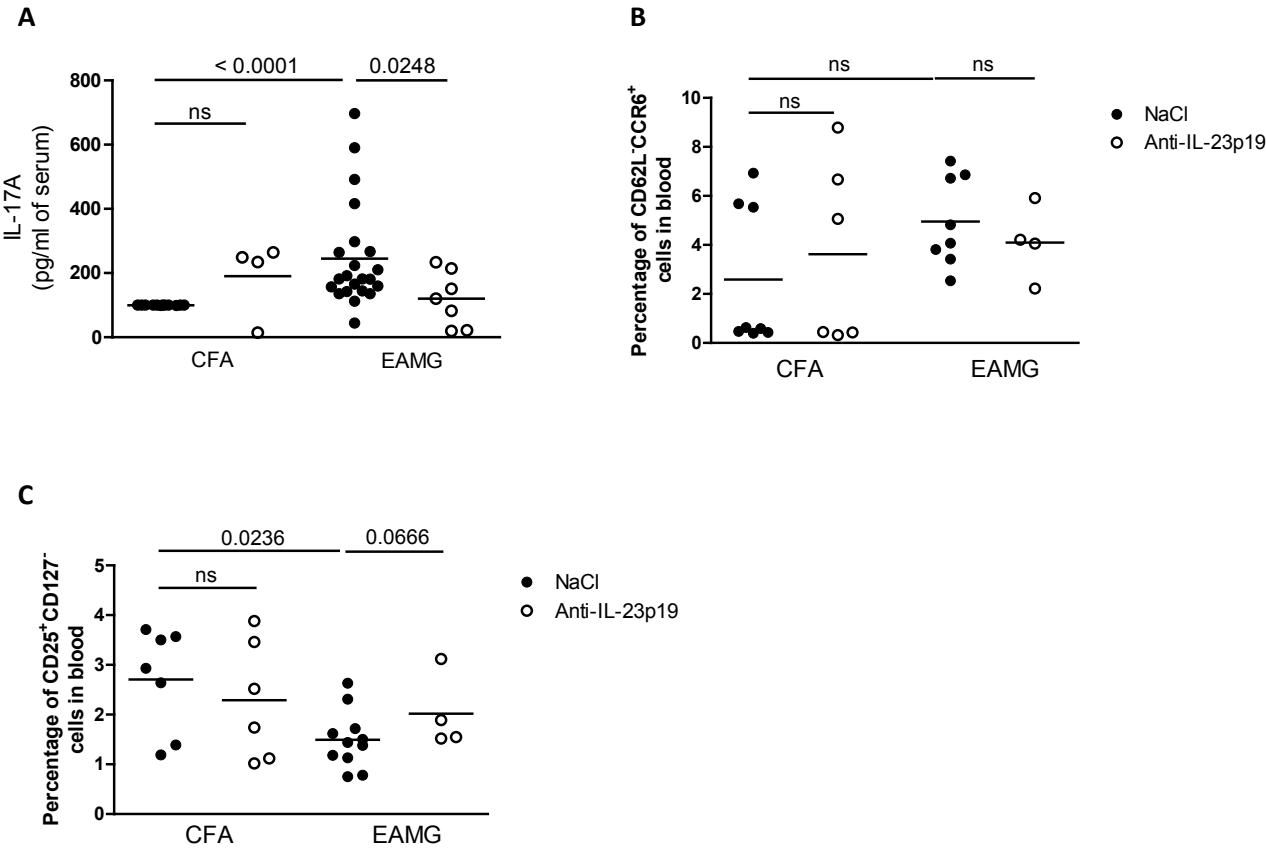 A
< 0.0001
0.0248
ns
800
600
400
200
0
IL-17A
(pg/ml of serum)
CFA
EAMG
B
ns
ns
ns
10
8
6
4
2
0
Percentage of CD62L⁻CCR6⁺
cells in blood
CFA
EAMG
NaCl
Anti-IL-23p19
C
0.0236
0.0666
ns
5
4
3
2
1
0
Percentage of CD25⁺CD127⁻
cells in blood
CFA
EAMG
NaCl
Anti-IL-23p19